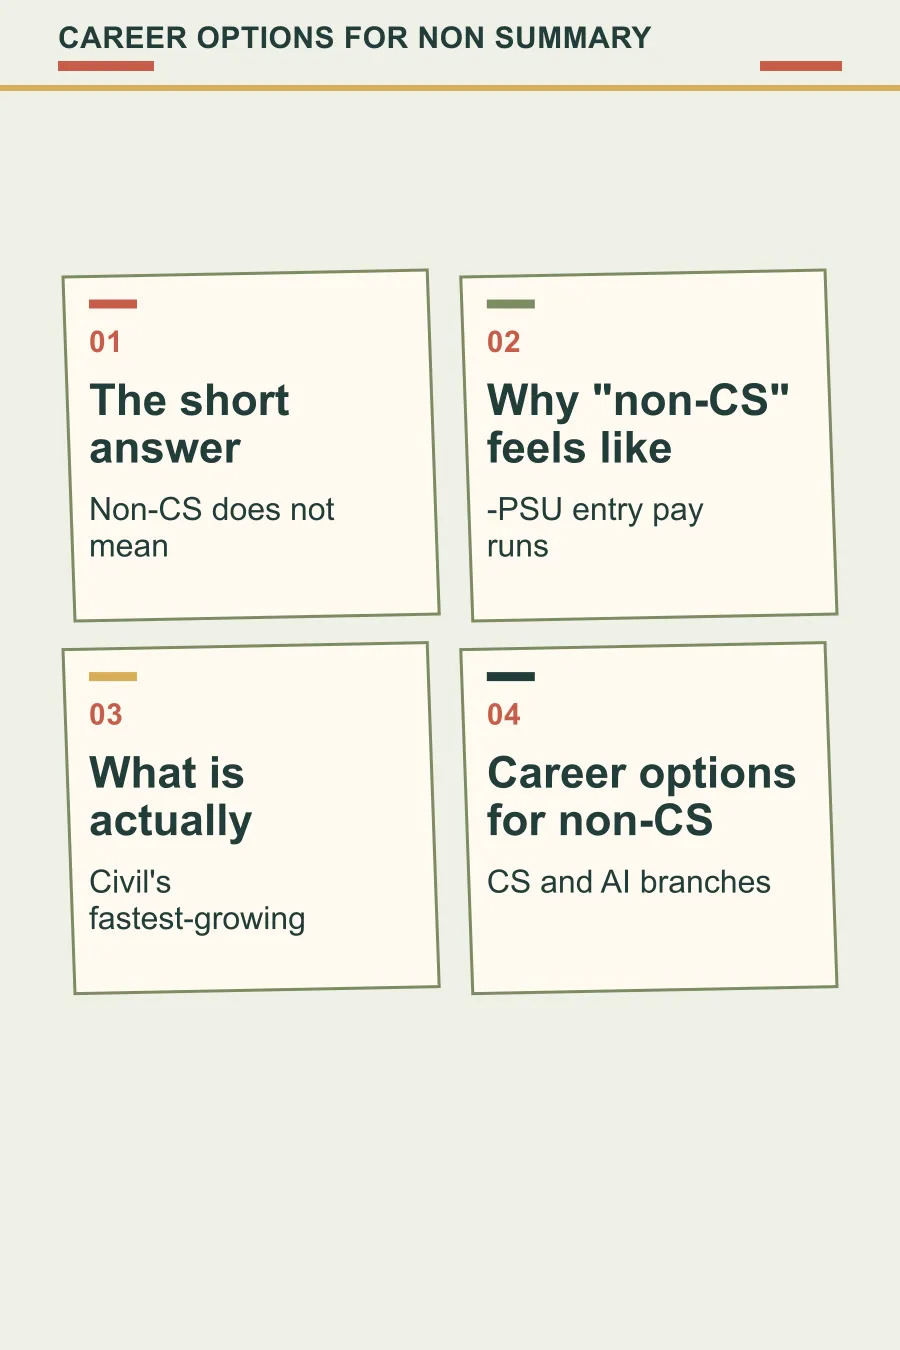 CAREER OPTIONS FOR NON SUMMARY
01
The short
answer
Non-CS does not
mean
02
Why "non-CS"
feels like
-PSU entry pay
runs
03
What is
actually
Civil's
fastest-growing
04
Career options
for non-CS
CS and AI branches